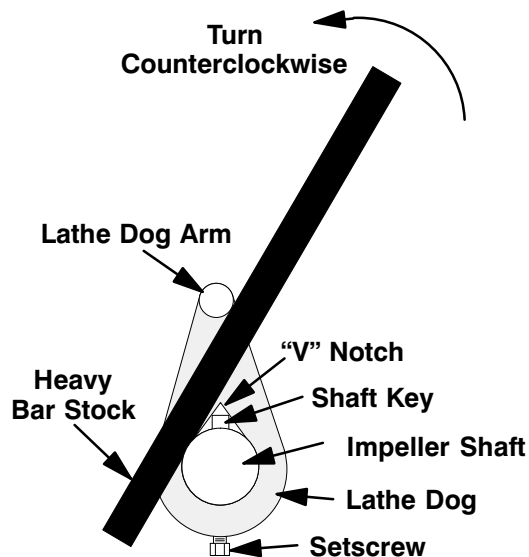 Turn
Counterclockwise
Lathe Dog Arm
“V” Notch
Heavy
Bar Stock
Shaft Key
Impeller Shaft
Lathe Dog
Setscrew